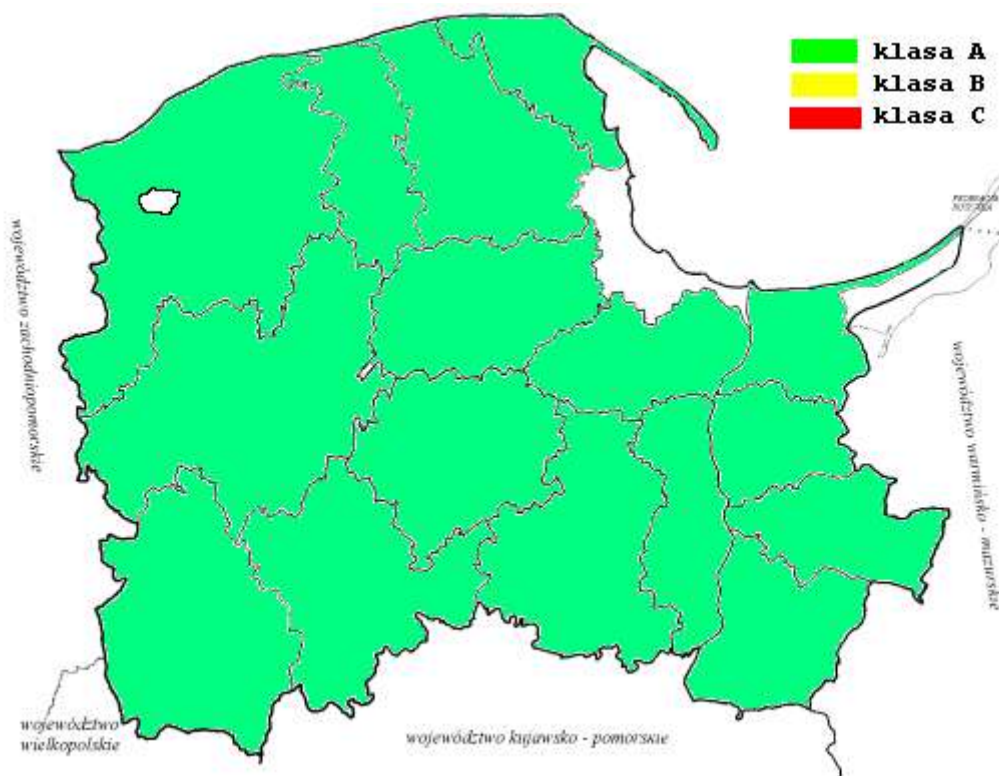 klasa A
klasa B
klasa C
województwo zachodniopomorskie
województwo warmińsko - mazurskie
województwo
wielkopolskie
województwo kujawsko - pomorskie